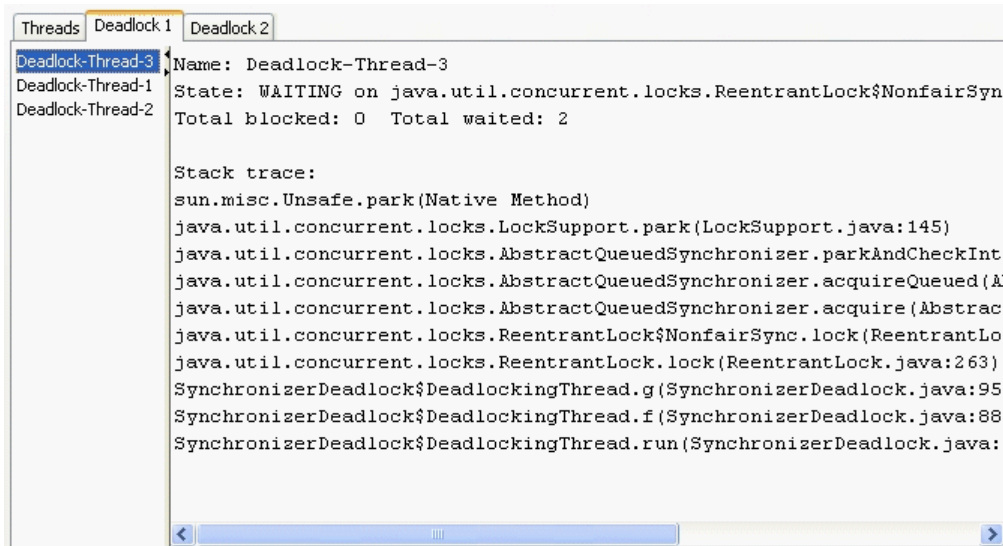 Threads Deadlock 1 Deadlock 2
Deadlock-Thread-3
Deadlock-Thread-1
Deadlock-Thread-2
Name: Deadlock-Thread-3
State: WAITING on java.util.concurrent.locks.ReentrantLock$NonfairSyn
Total blocked: 0 Total waited: 2
Stack trace:
sun.misc.Unsafe.park(Native Method)
java.util.concurrent.locks.LockSupport.park(LockSupport.java:145)
java.util.concurrent.locks.AbstractQueuedSynchronizer.parkAndCheckInt
java.util.concurrent.locks.AbstractQueuedSynchronizer.acquireQueued(A
java.util.concurrent.locks.AbstractQueuedSynchronizer.acquire(Abstrac
java.util.concurrent.locks.ReentrantLock$NonfairSync.lock(ReentrantLo
java.util.concurrent.locks.ReentrantLock.lock(ReentrantLock.java:263)
SynchronizerDeadlock$DeadlockingThread.g(SynchronizerDeadlock.java:95
SynchronizerDeadlock$DeadlockingThread.f(SynchronizerDeadlock.java:88
SynchronizerDeadlock$DeadlockingThread.run(SynchronizerDeadlock.java: